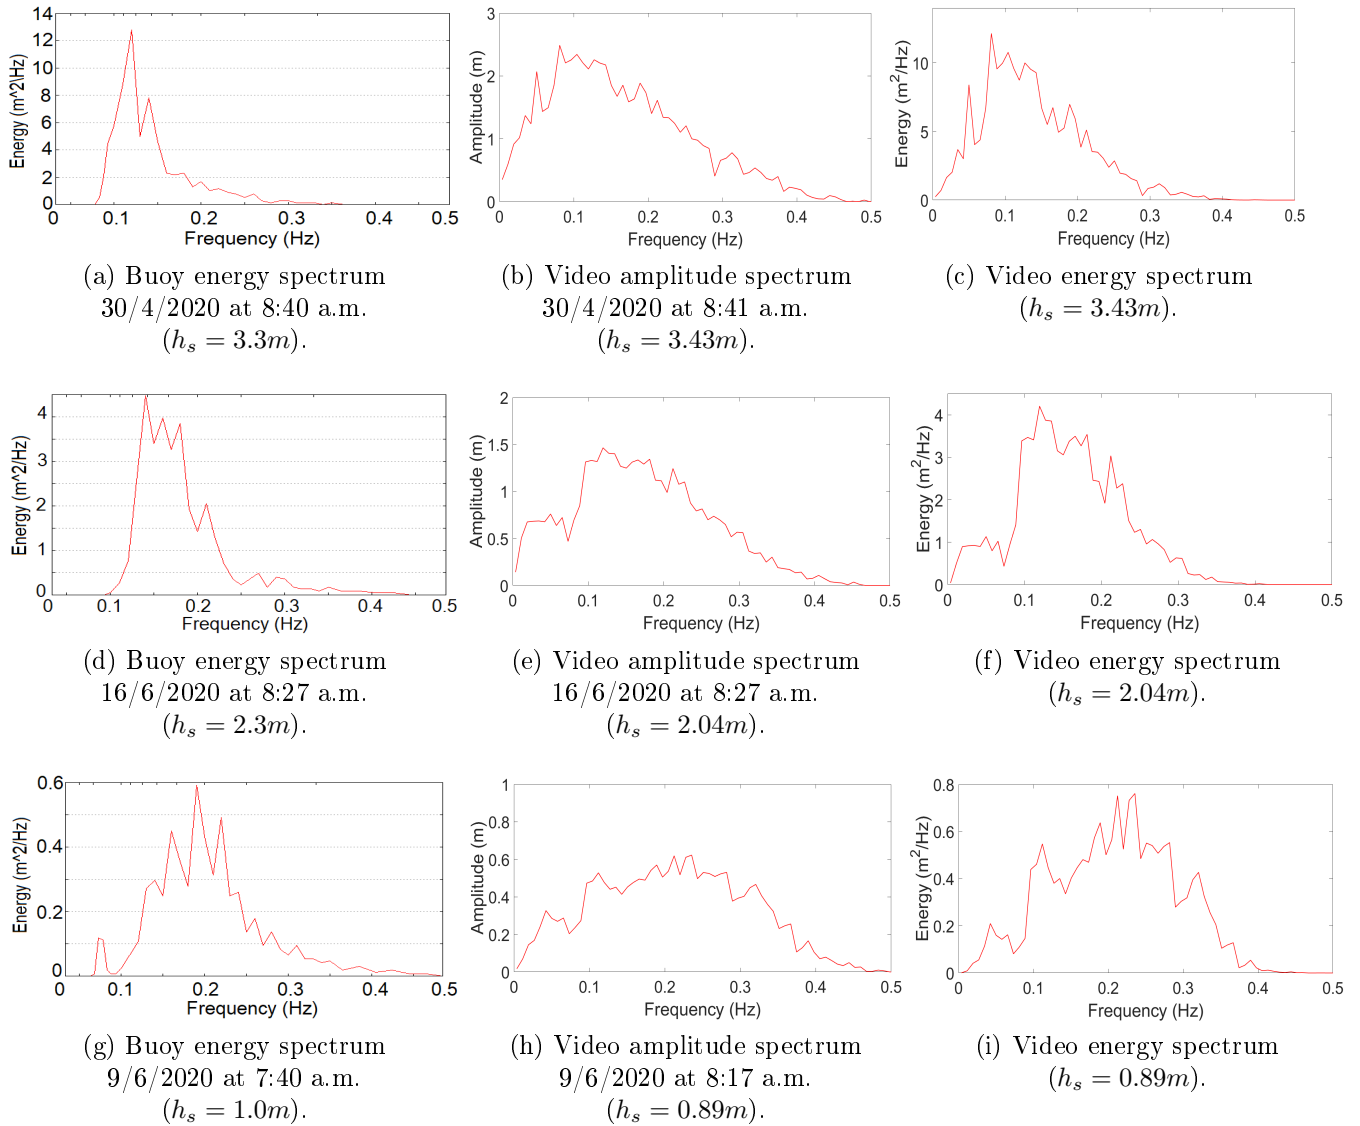 14
12
10
8
6
4
2
0
Energy (m^2\Hz)
0 0.1 0.2 0.3 0.4 0.5
Frequency (Hz)
(a) Buoy energy spectrum
30/4/2020 at 8:40 a.m.
(h_s = 3.3m).
3
2
1
0
Amplitude (m)
0 0.1 0.2 0.3 0.4 0.5
Frequency (Hz)
(b) Video amplitude spectrum
30/4/2020 at 8:41 a.m.
(h_s = 3.43m).
10
5
0
Energy (m²/Hz)
0 0.1 0.2 0.3 0.4 0.5
Frequency (Hz)
(c) Video energy spectrum
(h_s = 3.43m).
4
3
2
1
0
Energy (m^2/Hz)
0 0.1 0.2 0.3 0.4 0.5
Frequency (Hz)
(d) Buoy energy spectrum
16/6/2020 at 8:27 a.m.
(h_s = 2.3m).
2
1.5
1
0.5
0
Amplitude (m)
0 0.1 0.2 0.3 0.4 0.5
Frequency (Hz)
(e) Video amplitude spectrum
16/6/2020 at 8:27 a.m.
(h_s = 2.04m).
4
3
2
1
0
Energy (m²/Hz)
0 0.1 0.2 0.3 0.4 0.5
Frequency (Hz)
(f) Video energy spectrum
(h_s = 2.04m).
0.6
0.4
0.2
0
Energy (m^2/Hz)
0 0.1 0.2 0.3 0.4 0.5
Frequency (Hz)
(g) Buoy energy spectrum
9/6/2020 at 7:40 a.m.
(h_s = 1.0m).
1
0.8
0.6
0.4
0.2
0
Amplitude (m)
0 0.1 0.2 0.3 0.4 0.5
Frequency (Hz)
(h) Video amplitude spectrum
9/6/2020 at 8:17 a.m.
(h_s = 0.89m).
0.8
0.6
0.4
0.2
0
Energy (m²/Hz)
0 0.1 0.2 0.3 0.4 0.5
Frequency (Hz)
(i) Video energy spectrum
(h_s = 0.89m).